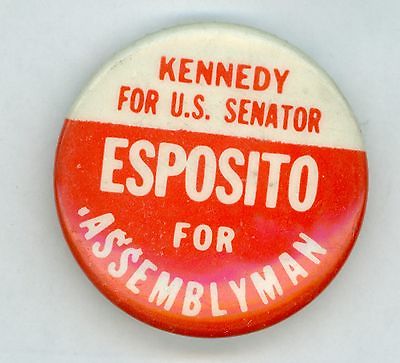 KENNEDY
FOR U.S. SENATOR
ESPOSITO
FOR
ASSEMBLYMAN